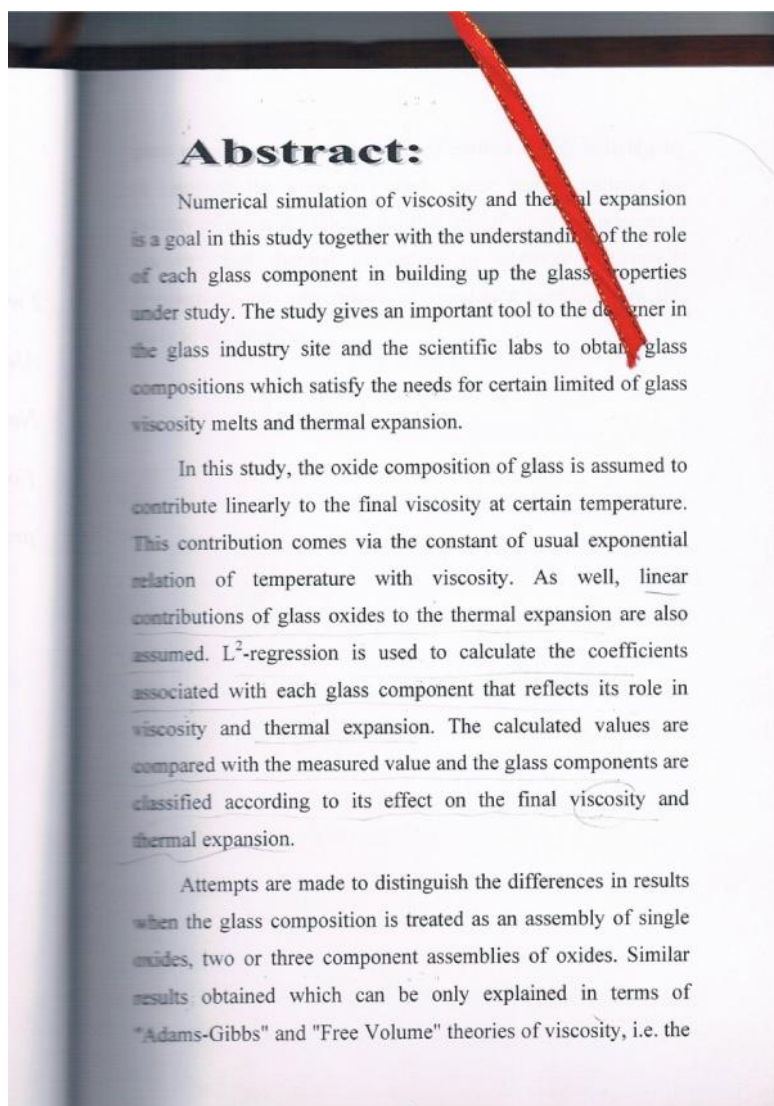 Abstract:
Numerical simulation of viscosity and thermal expansion
is a goal in this study together with the understanding of the role
of each glass component in building up the glass properties
under study. The study gives an important tool to the designer in
the glass industry site and the scientific labs to obtain glass
compositions which satisfy the needs for certain limited of glass
viscosity melts and thermal expansion.
In this study, the oxide composition of glass is assumed to
contribute linearly to the final viscosity at certain temperature.
This contribution comes via the constant of usual exponential
relation of temperature with viscosity. As well, linear
contributions of glass oxides to the thermal expansion are also
assumed. L²-regression is used to calculate the coefficients
associated with each glass component that reflects its role in
viscosity and thermal expansion. The calculated values are
compared with the measured value and the glass components are
classified according to its effect on the final viscosity and
thermal expansion.
Attempts are made to distinguish the differences in results
when the glass composition is treated as an assembly of single
oxides, two or three component assemblies of oxides. Similar
results obtained which can be only explained in terms of
"Adams-Gibbs" and "Free Volume" theories of viscosity, i.e. the